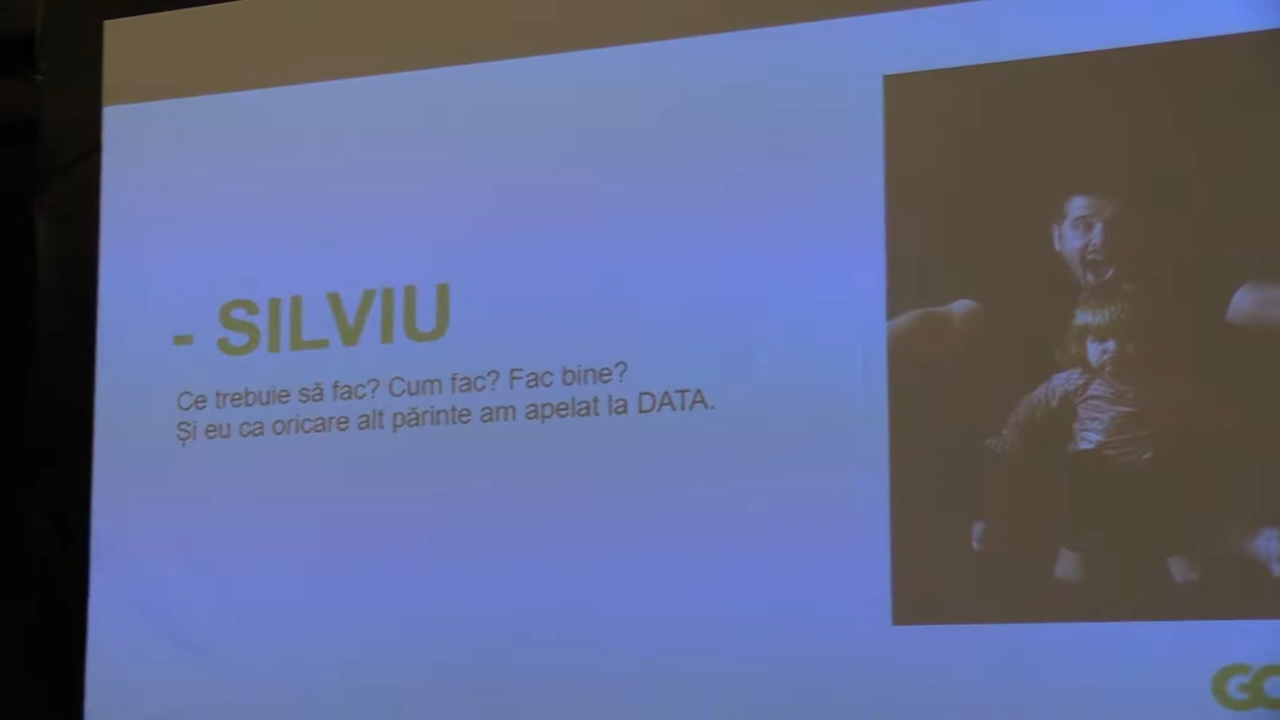 - SILVIU
Ce trebuie să fac? Cum fac? Fac bine?
Și eu ca oricare alt părinte am apelat la DATA.